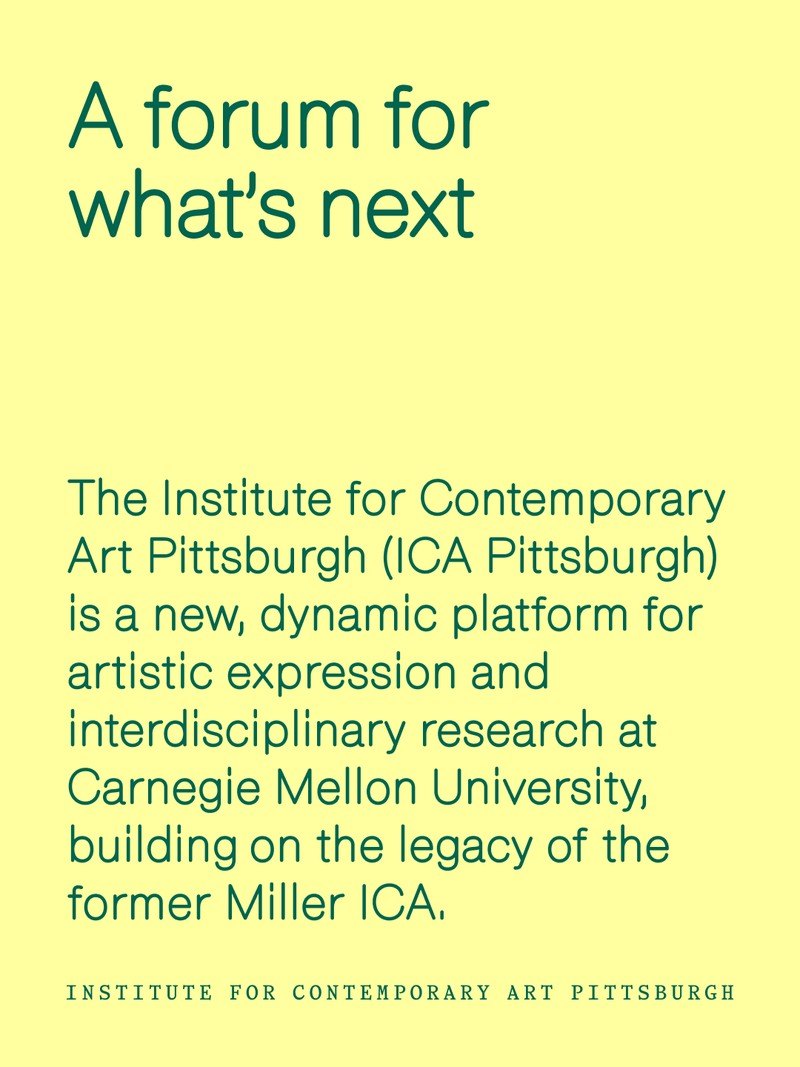 A forum for
what's next
The Institute for Contemporary
Art Pittsburgh (ICA Pittsburgh)
is a new, dynamic platform for
artistic expression and
interdisciplinary research at
Carnegie Mellon University,
building on the legacy of the
former Miller ICA.
INSTITUTE FOR CONTEMPORARY ART PITTSBURGH